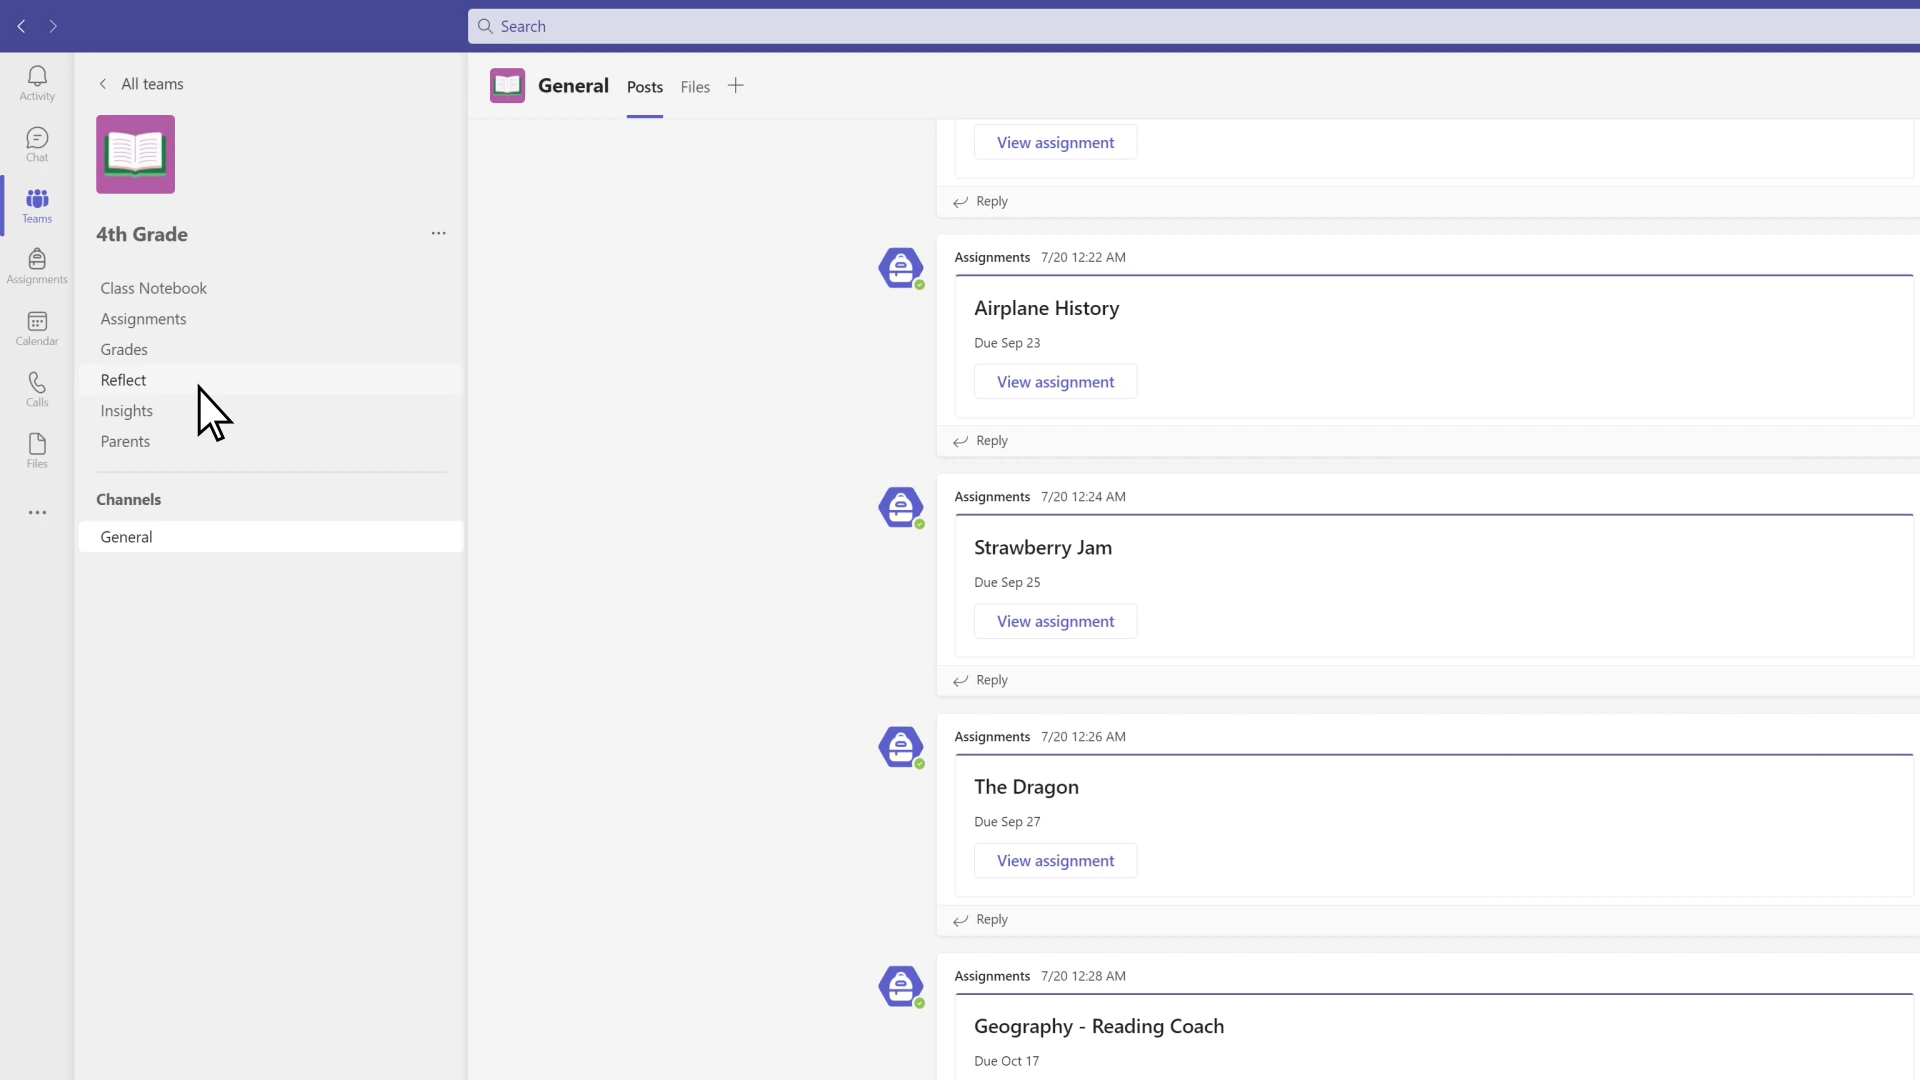 Search
Activity
Chat
Teams
Assignments
Calendar
Calls
Files
All teams
4th Grade
Class Notebook
Assignments
Grades
Reflect
Insights
Parents
Channels
General
General Posts Files
View assignment
Reply
Assignments 7/20 12:22 AM
Airplane History
Due Sep 23
View assignment
Reply
Assignments 7/20 12:24 AM
Strawberry Jam
Due Sep 25
View assignment
Reply
Assignments 7/20 12:26 AM
The Dragon
Due Sep 27
View assignment
Reply
Assignments 7/20 12:28 AM
Geography - Reading Coach
Due Oct 17